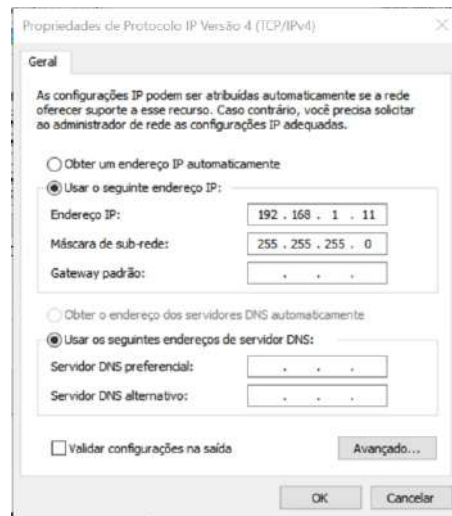 Propriedades de Protocolo IP Versão 4 (TCP/IPv4)
Geral
As configurações IP podem ser atribuídas automaticamente se a rede
oferecer suporte a esse recurso. Caso contrário, você precisa solicitar
ao administrador de rede as configurações IP adequadas.
Obter um endereço IP automaticamente
Usar o seguinte endereço IP:
Endereço IP: 192 . 168 . 1 . 11
Máscara de sub-rede: 255 . 255 . 255 . 0
Gateway padrão: . . .
Obter o endereço dos servidores DNS automaticamente
Usar os seguintes endereços de servidor DNS:
Servidor DNS preferencial: . . .
Servidor DNS alternativo: . . .
Validar configurações na saída Avançado...
OK Cancelar